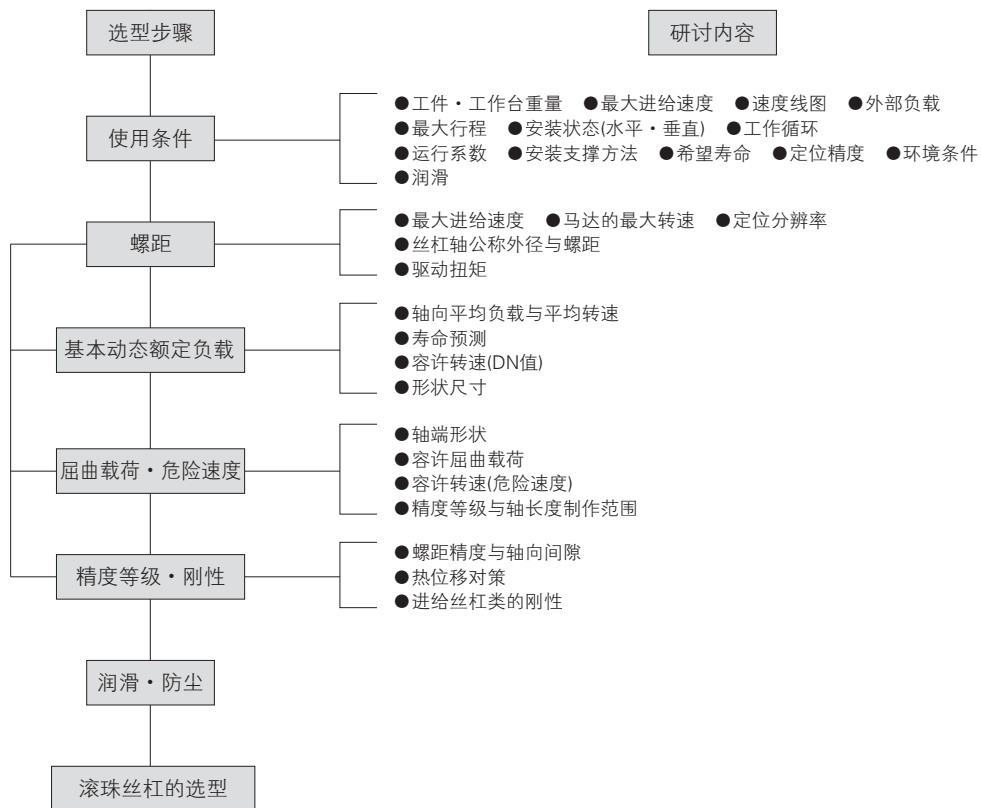 选型步骤
研讨内容
使用条件
●工件・工作台重量 ●最大进给速度 ●速度线图 ●外部负载
●最大行程 ●安装状态(水平・垂直) ●工作循环
●运行系数 ●安装支撑方法 ●希望寿命 ●定位精度 ●环境条件
●润滑
螺距
●最大进给速度 ●马达的最大转速 ●定位分辨率
●丝杠轴公称外径与螺距
●驱动扭矩
基本动态额定负载
●轴向平均负载与平均转速
●寿命预测
●容许转速(DN值)
●形状尺寸
屈曲载荷・危险速度
●轴端形状
●容许屈曲载荷
●容许转速(危险速度)
●精度等级与轴长度制作范围
精度等级・刚性
●螺距精度与轴向间隙
●热位移对策
●进给丝杠类的刚性
润滑・防尘
滚珠丝杠的选型